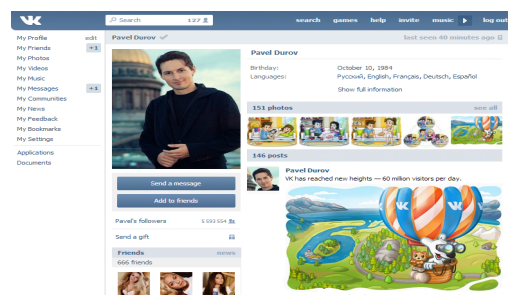 Search 127
search games help invite music log out
My Profile edit
My Friends +1
My Photos
My Videos
My Music
My Messages +1
My Communities
My News
My Feedback
My Bookmarks
My Settings
Applications
Documents
Pavel Durov
last seen 40 minutes ago
Send a message
Add to friends
Pavel's followers 5 593 554
Send a gift
Friends news
666 friends
Pavel Durov
Birthday: October 10, 1984
Languages: Русский, English, Français, Deutsch, Español
Show full information
151 photos see all
146 posts
Pavel Durov
VK has reached new heights — 60 million visitors per day.